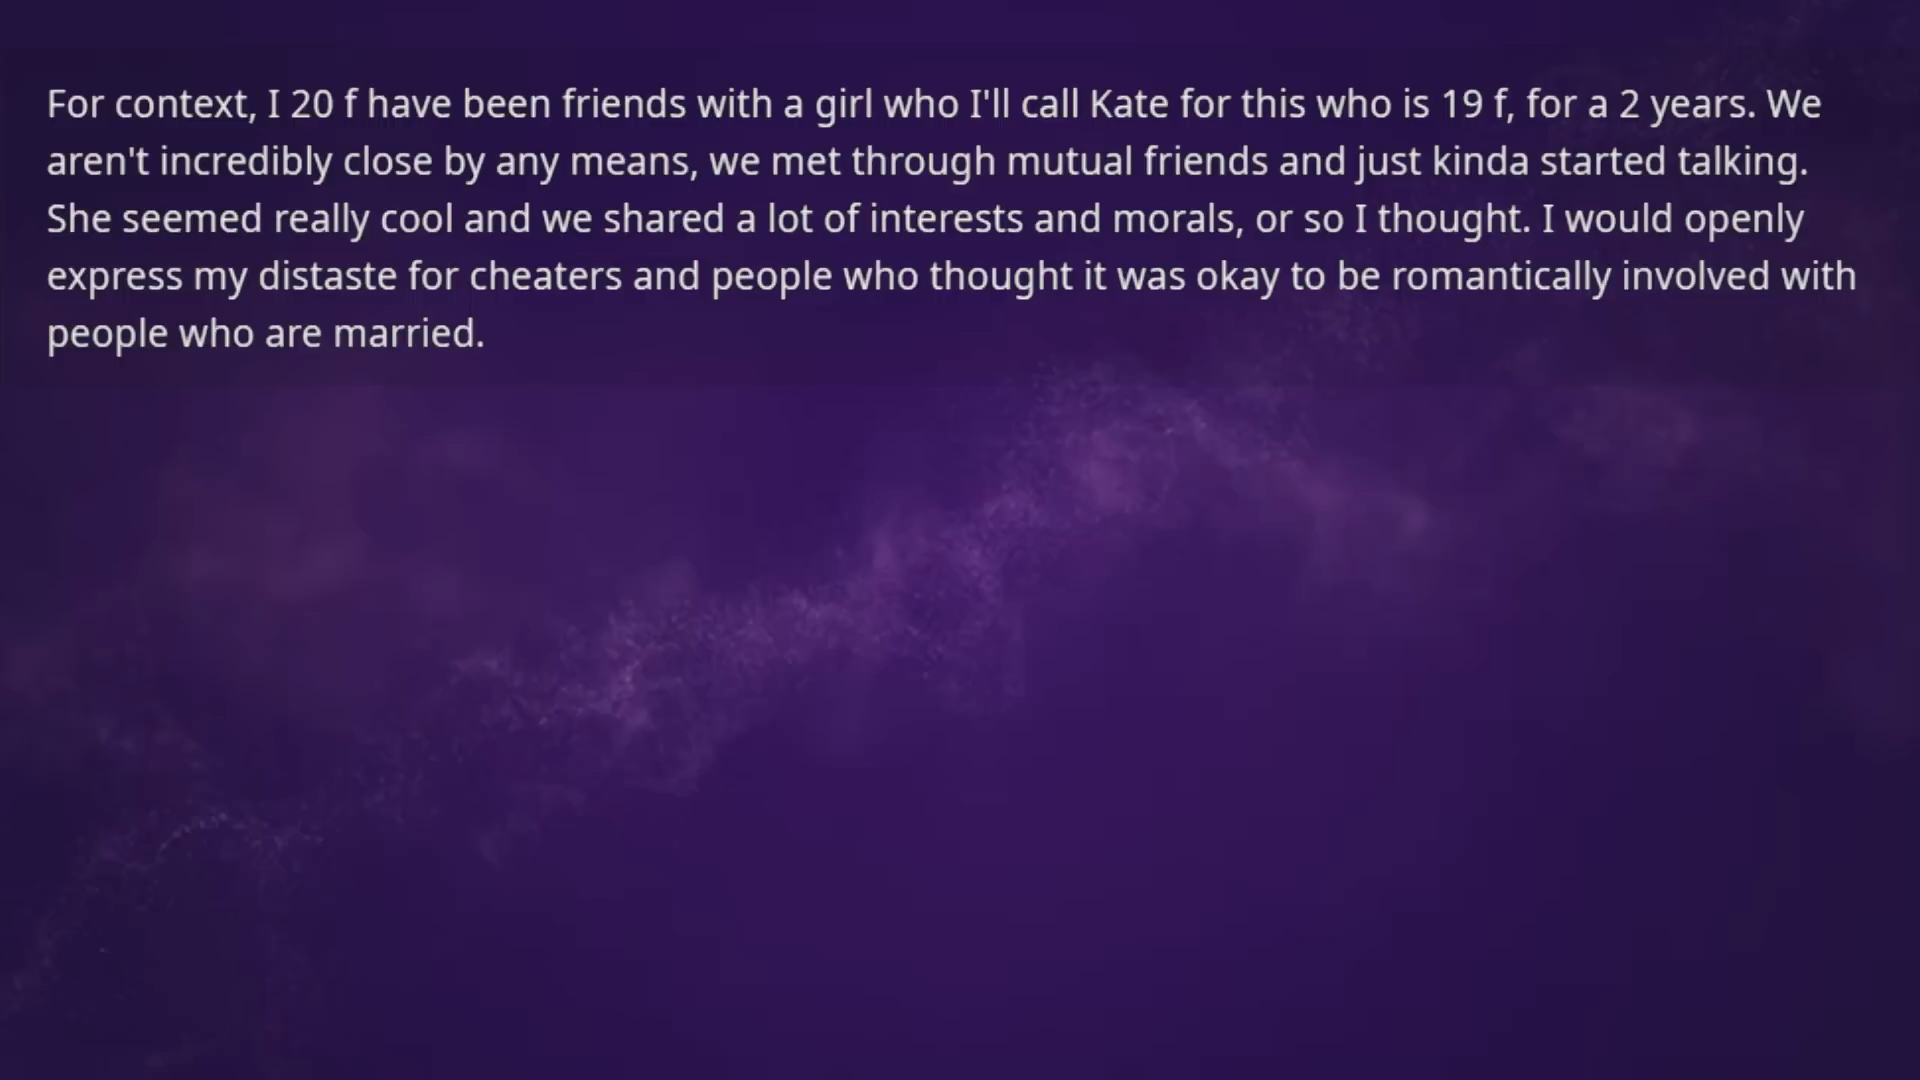 For context, I 20 f have been friends with a girl who I'll call Kate for this who is 19 f, for a 2 years. We
aren't incredibly close by any means, we met through mutual friends and just kinda started talking.
She seemed really cool and we shared a lot of interests and morals, or so I thought. I would openly
express my distaste for cheaters and people who thought it was okay to be romantically involved with
people who are married.